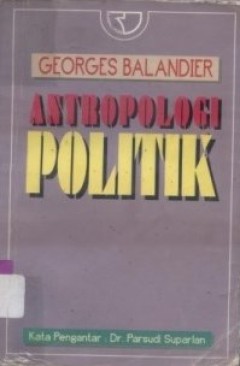 GEORGES BALANDIER
ANTROPOLOGI
POLITIK
Kata Pengantar : Dr. Parsudi Suparlan